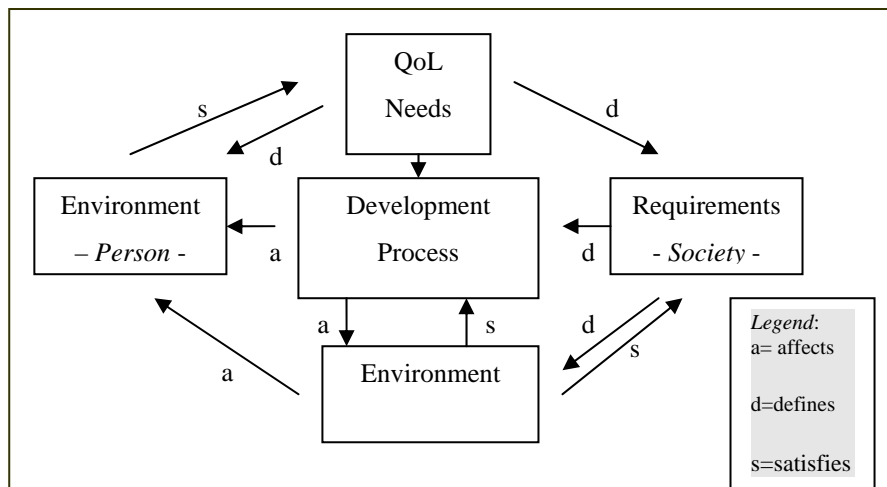 QoL
Needs
s
d
d
Environment
– Person -
a
Development
Process
d
Requirements
- Society -
a
s
d
s
a
Environment
Legend:
a= affects
d=defines
s=satisfies